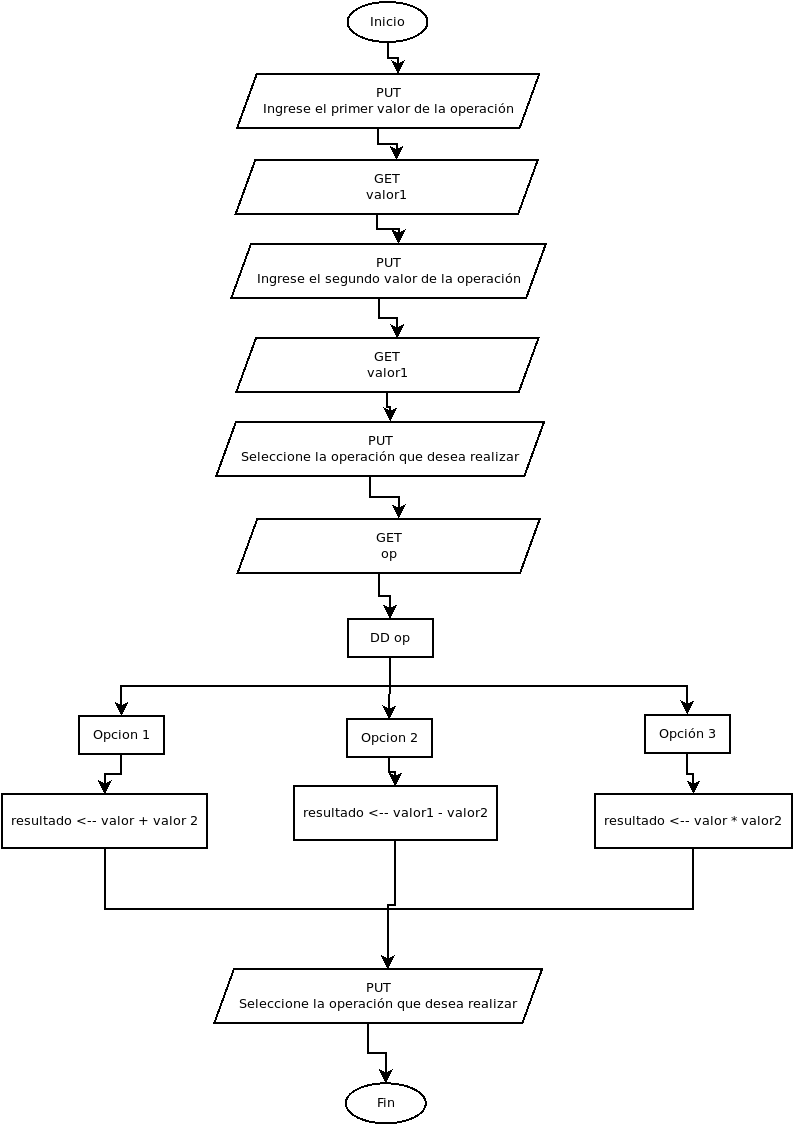 Inicio
PUT
Ingrese el primer valor de la operación
GET
valor1
PUT
Ingrese el segundo valor de la operación
GET
valor1
PUT
Seleccione la operación que desea realizar
GET
op
DD op
Opcion 1
Opcion 2
Opción 3
resultado <-- valor + valor 2
resultado <-- valor1 - valor2
resultado <-- valor * valor2
PUT
Seleccione la operación que desea realizar
Fin